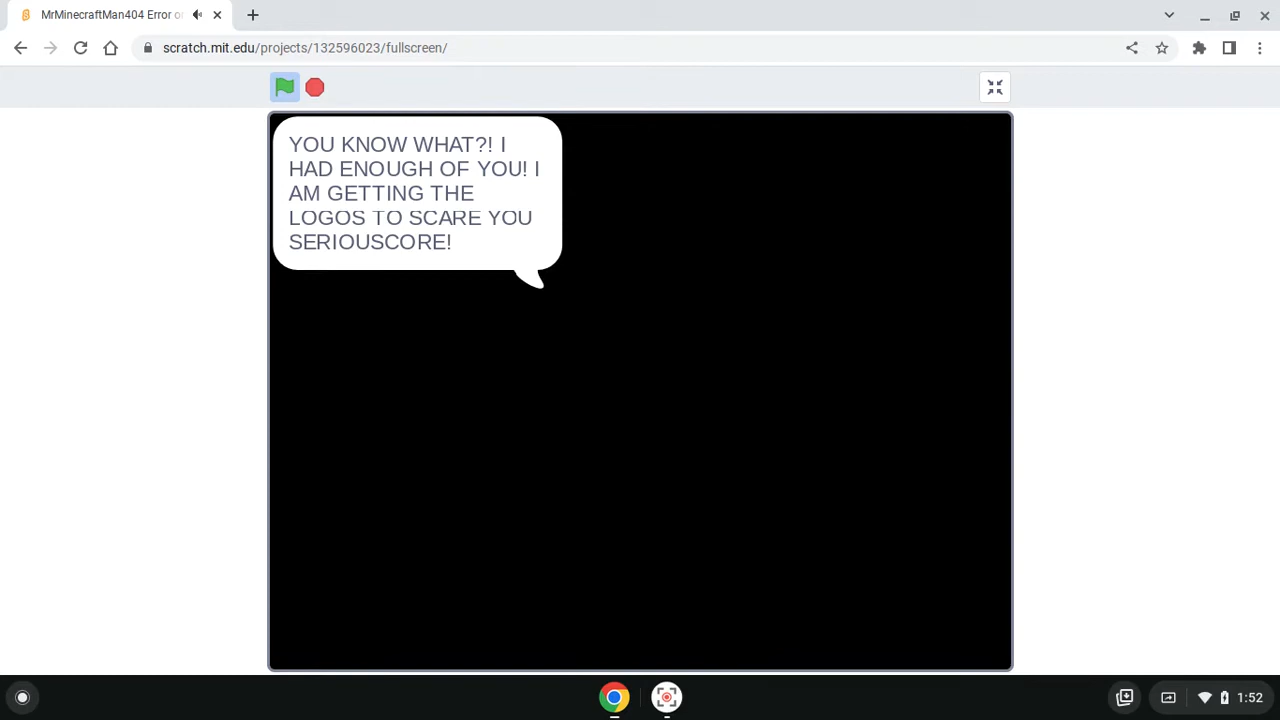 MrMinecraftMan404 Error o
scratch.mit.edu/projects/132596023/fullscreen/
YOU KNOW WHAT?! I
HAD ENOUGH OF YOU! I
AM GETTING THE
LOGOS TO SCARE YOU
SERIOUSCORE!
1:52